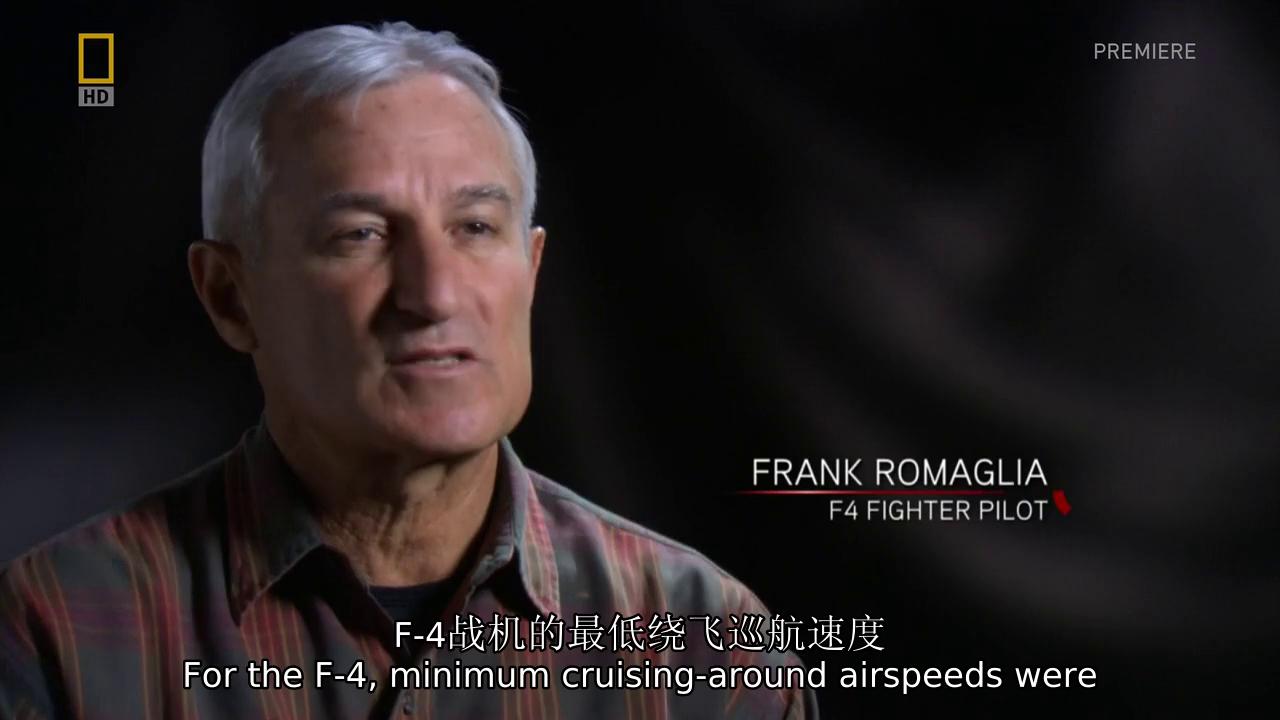 HD
PREMIERE
FRANK ROMAGLIA
F4 FIGHTER PILOT
F-4战机的最低绕飞巡航速度
For the F-4, minimum cruising-around airspeeds were